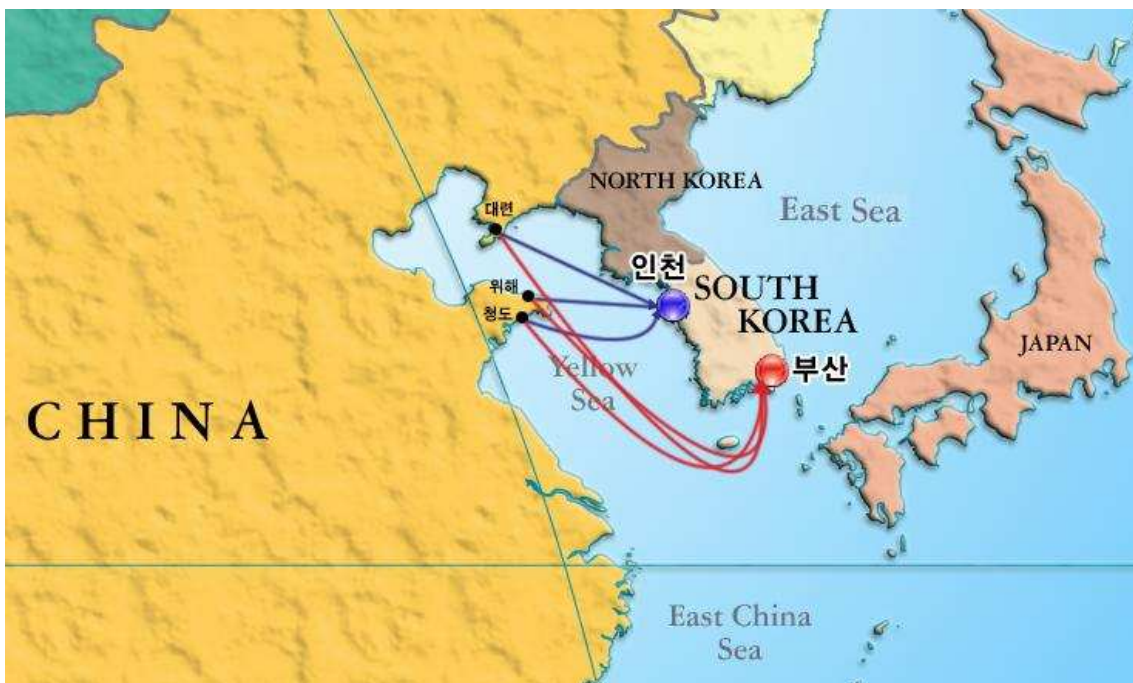 NORTH KOREA
East Sea
대련
인천
위해
SOUTH
KOREA
청도
JAPAN
Yellow
Sea
부산
CHINA
East China
Sea